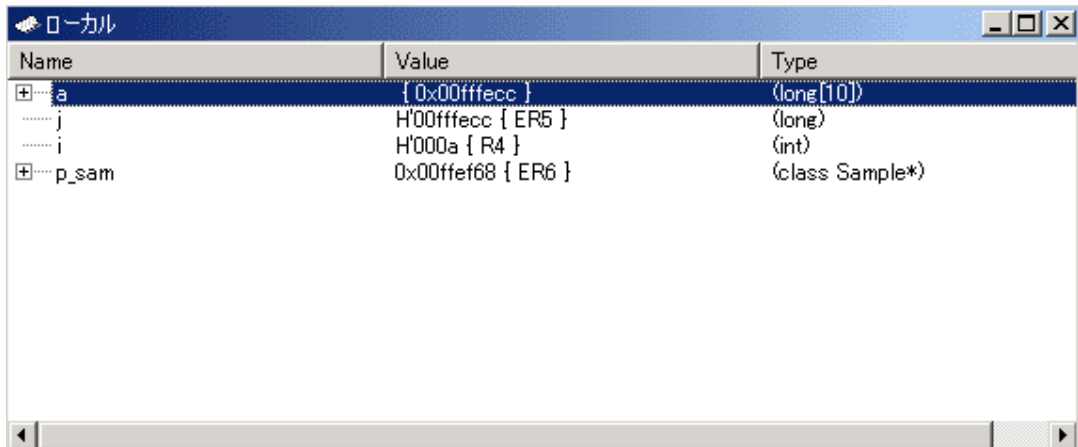 ローカル
Name Value Type
a { 0x00fffecc } (long[10])
j H'00fffecc { ER5 } (long)
i H'000a { R4 } (int)
p_sam 0x00ffef68 { ER6 } (class Sample*)